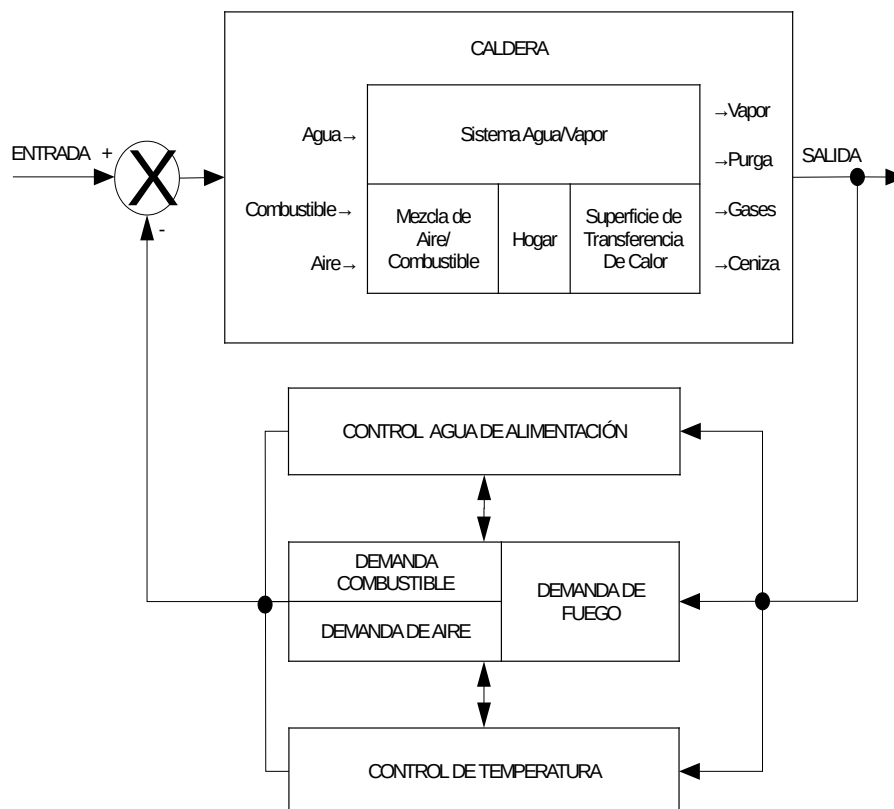 CALDERA
ENTRADA
+
X
-
Agua→
Combustible→
Aire→
Sistema Agua/Vapor
Mezcla de
Aire/
Combustible
Hogar
Superficie de
Transferencia
De Calor
→Vapor
→Purga
→Gases
→Ceniza
SALIDA
CONTROL AGUA DE ALIMENTACIÓN
DEMANDA
COMBUSTIBLE
DEMANDA DE AIRE
DEMANDA DE
FUEGO
CONTROL DE TEMPERATURA